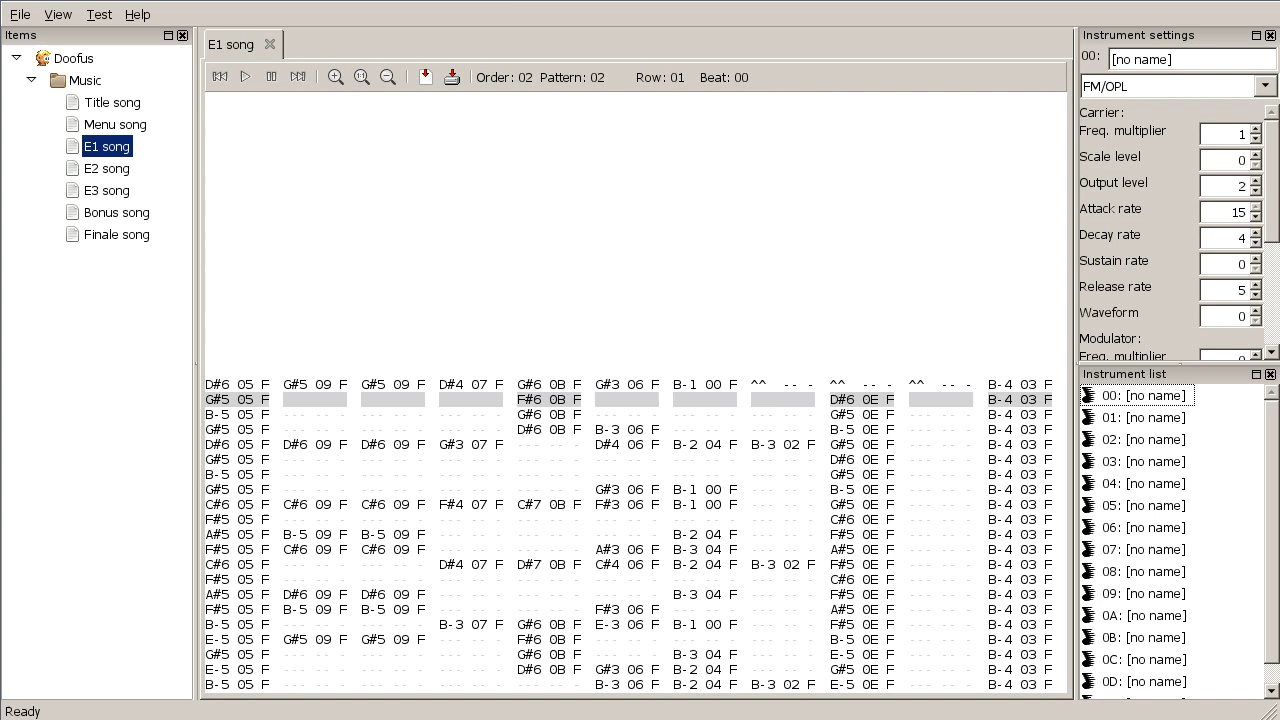 File View Test Help
Items
Doofus
Music
Title song
Menu song
E1 song
E2 song
E3 song
Bonus song
Finale song
E1 song
Order: 02 Pattern: 02 Row: 01 Beat: 00
D#6 05 F G#5 09 F G#5 09 F D#4 07 F G#6 0B F G#3 06 F B-1 00 F ^^ -- - ^^ -- - ^^ -- - B-4 03 F
G#5 05 F F#6 0B F D#6 0E F B-4 03 F
B-5 05 F --- -- - --- -- - --- -- - G#6 0B F --- -- - --- -- - --- -- - G#5 0E F --- -- - B-4 03 F
G#5 05 F --- -- - --- -- - --- -- - D#6 0B F B-3 06 F --- -- - --- -- - B-5 0E F --- -- - B-4 03 F
D#6 05 F D#6 09 F D#6 09 F G#3 07 F --- -- - D#4 06 F B-2 04 F B-3 02 F G#5 0E F --- -- - B-4 03 F
G#5 05 F --- -- - --- -- - --- -- - --- -- - --- -- - --- -- - --- -- - D#6 0E F --- -- - B-4 03 F
B-5 05 F --- -- - --- -- - --- -- - --- -- - --- -- - --- -- - --- -- - G#5 0E F --- -- - B-4 03 F
G#5 05 F --- -- - --- -- - --- -- - --- -- - G#3 06 F B-1 00 F --- -- - B-5 0E F --- -- - B-4 03 F
C#6 05 F C#6 09 F C#6 09 F F#4 07 F C#7 0B F F#3 06 F B-1 00 F --- -- - G#5 0E F --- -- - B-4 03 F
F#5 05 F --- -- - --- -- - --- -- - --- -- - --- -- - --- -- - --- -- - C#6 0E F --- -- - B-4 03 F
A#5 05 F B-5 09 F B-5 09 F --- -- - --- -- - --- -- - B-2 04 F --- -- - F#5 0E F --- -- - B-4 03 F
F#5 05 F C#6 09 F C#6 09 F --- -- - --- -- - A#3 06 F B-3 04 F --- -- - A#5 0E F --- -- - B-4 03 F
C#6 05 F --- -- - --- -- - D#4 07 F D#7 0B F C#4 06 F B-2 04 F B-3 02 F F#5 0E F --- -- - B-4 03 F
F#5 05 F --- -- - --- -- - --- -- - --- -- - --- -- - --- -- - --- -- - C#6 0E F --- -- - B-4 03 F
A#5 05 F D#6 09 F D#6 09 F --- -- - --- -- - --- -- - B-3 04 F --- -- - F#5 0E F --- -- - B-4 03 F
F#5 05 F B-5 09 F B-5 09 F --- -- - --- -- - F#3 06 F --- -- - --- -- - A#5 0E F --- -- - B-4 03 F
B-5 05 F --- -- - --- -- - B-3 07 F G#6 0B F E-3 06 F B-1 00 F --- -- - F#5 0E F --- -- - B-4 03 F
E-5 05 F G#5 09 F G#5 09 F --- -- - F#6 0B F --- -- - --- -- - --- -- - B-5 0E F --- -- - B-4 03 F
G#5 05 F --- -- - --- -- - --- -- - G#6 0B F --- -- - B-3 04 F --- -- - E-5 0E F --- -- - B-4 03 F
E-5 05 F --- -- - --- -- - --- -- - D#6 0B F G#3 06 F B-2 04 F --- -- - G#5 0E F --- -- - B-4 03 F
B-5 05 F --- -- - --- -- - --- -- - --- -- - B-3 06 F B-2 04 F B-3 02 F E-5 0E F --- -- - B-4 03 F
Instrument settings
00: [no name]
FM/OPL
Carrier:
Freq. multiplier 1
Scale level 0
Output level 2
Attack rate 15
Decay rate 4
Sustain rate 0
Release rate 5
Waveform 0
Modulator:
Freq. multiplier 0
Instrument list
00: [no name]
01: [no name]
02: [no name]
03: [no name]
04: [no name]
05: [no name]
06: [no name]
07: [no name]
08: [no name]
09: [no name]
0A: [no name]
0B: [no name]
0C: [no name]
0D: [no name]
Ready